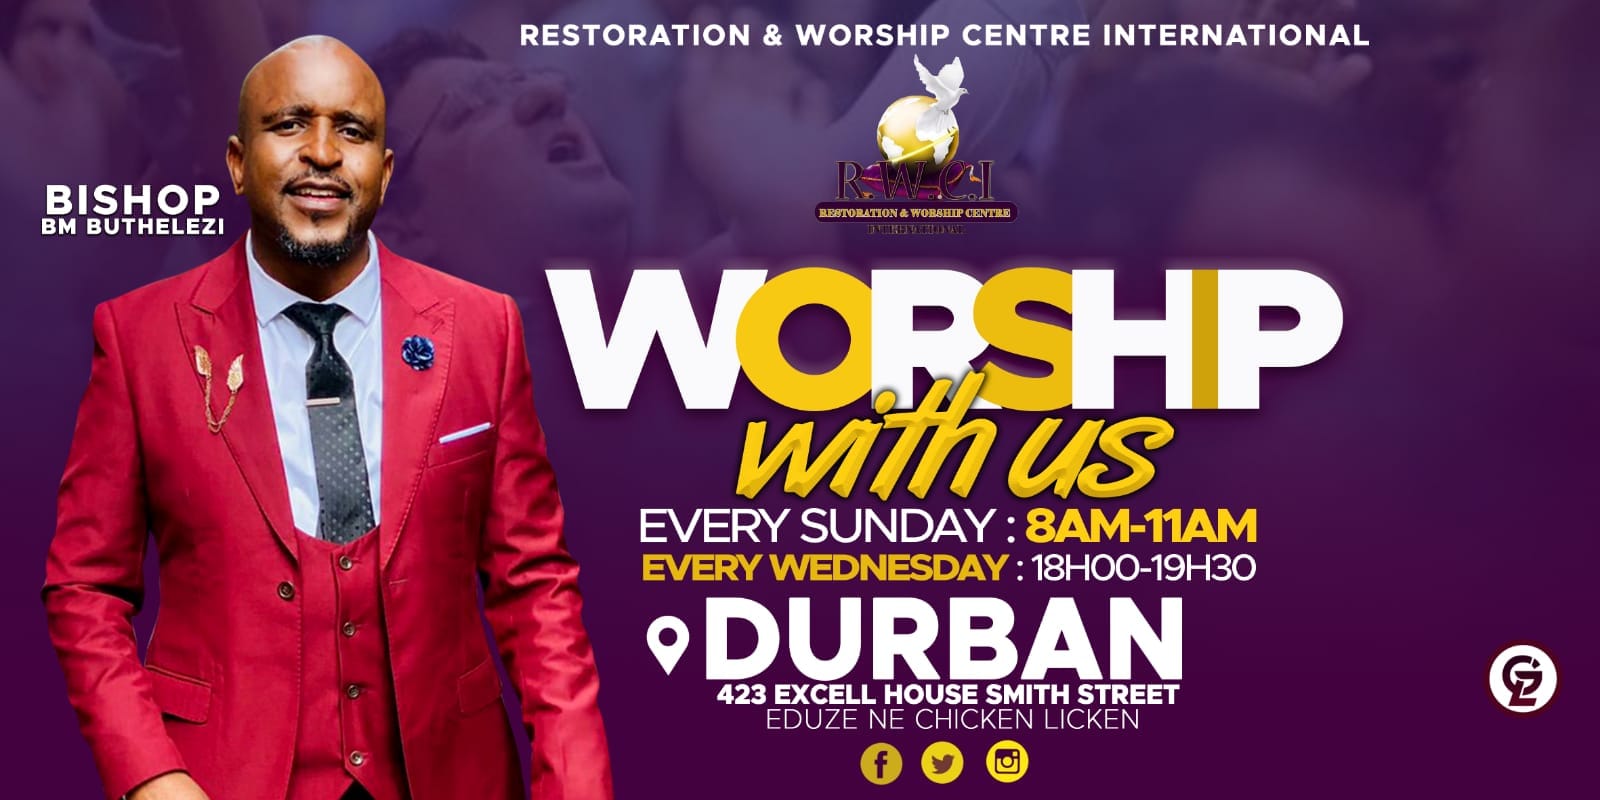 RESTORATION & WORSHIP CENTRE INTERNATIONAL
R.W.C.I
RESTORATION & WORSHIP CENTRE
INTERNATIONAL
BISHOP
BM BUTHELEZI
WORSHIP
with us
EVERY SUNDAY : 8AM-11AM
EVERY WEDNESDAY : 18H00-19H30
DURBAN
423 EXCELL HOUSE SMITH STREET
EDUZE NE CHICKEN LICKEN